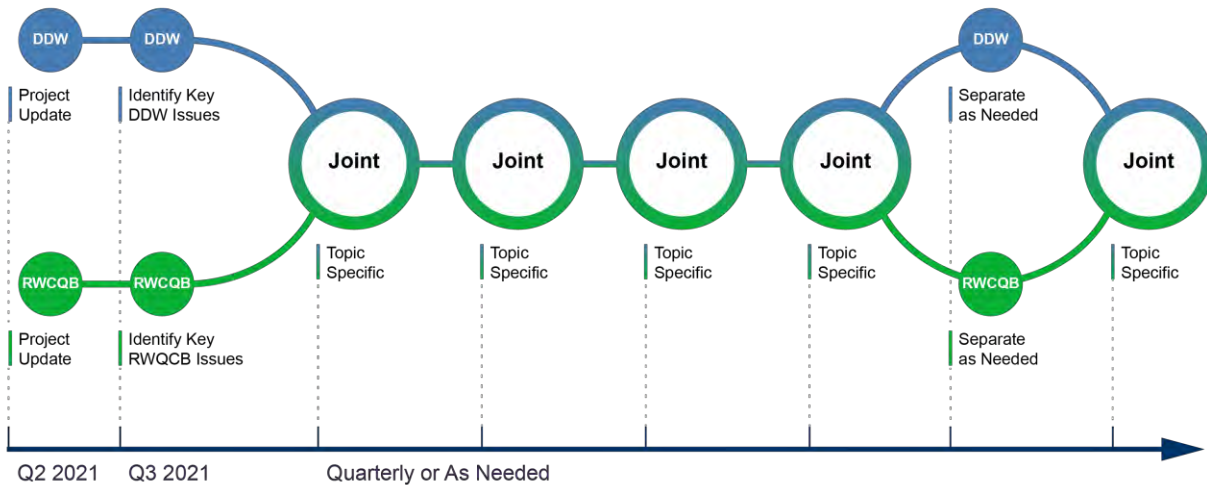 DDW
DDW
DDW
Project
Update
Identify Key
DDW Issues
Separate
as Needed
Joint
Joint
Joint
Joint
Joint
Topic
Specific
Topic
Specific
Topic
Specific
Topic
Specific
Topic
Specific
RWCQB
RWCQB
RWCQB
Project
Update
Identify Key
RWQCB Issues
Separate
as Needed
Q2 2021
Q3 2021
Quarterly or As Needed